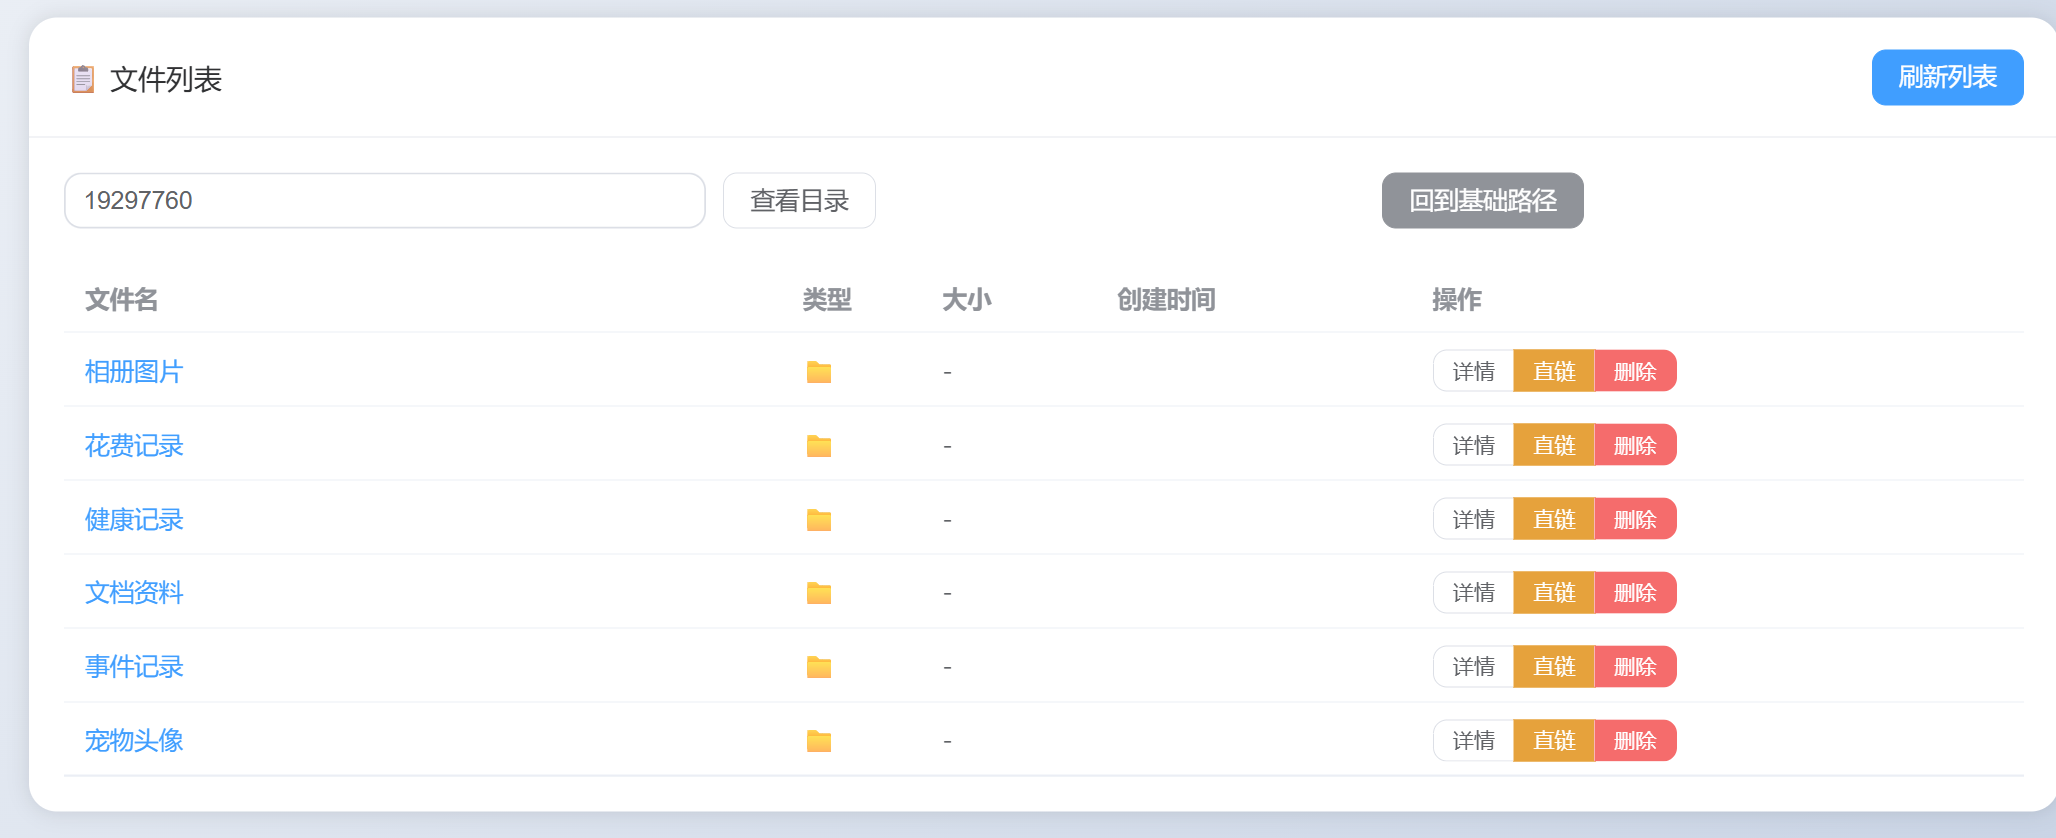 文件列表 刷新列表
19297760 查看目录 回到基础路径
文件名 类型 大小 创建时间 操作
相册图片 - 详情 直链 删除
花费记录 - 详情 直链 删除
健康记录 - 详情 直链 删除
文档资料 - 详情 直链 删除
事件记录 - 详情 直链 删除
宠物头像 - 详情 直链 删除